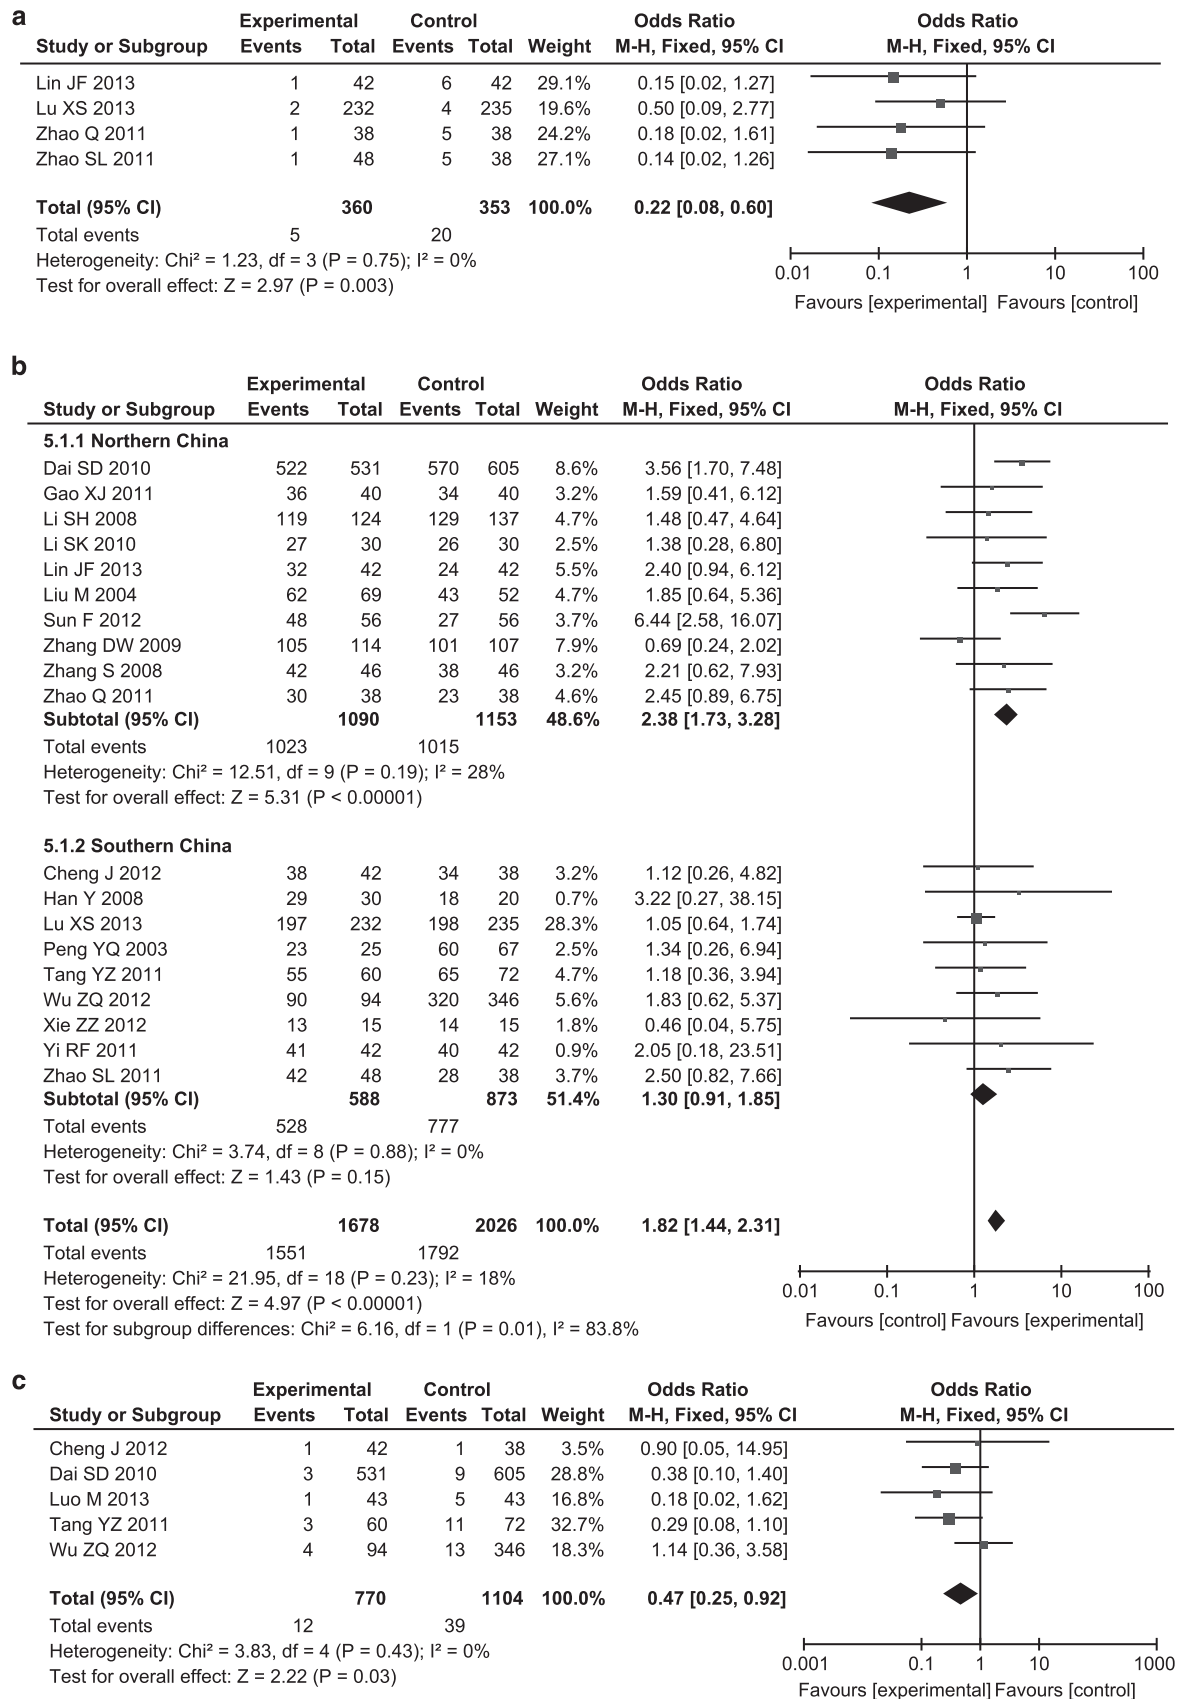 a
Experimental Control Odds Ratio Odds Ratio
Study or Subgroup Events Total Events Total Weight M-H, Fixed, 95% CI M-H, Fixed, 95% CI
Lin JF 2013 1 42 6 42 29.1% 0.15 [0.02, 1.27]
Lu XS 2013 2 232 4 235 19.6% 0.50 [0.09, 2.77]
Zhao Q 2011 1 38 5 38 24.2% 0.18 [0.02, 1.61]
Zhao SL 2011 1 48 5 38 27.1% 0.14 [0.02, 1.26]
Total (95% CI) 360 353 100.0% 0.22 [0.08, 0.60]
Total events 5 20
Heterogeneity: Chi² = 1.23, df = 3 (P = 0.75); I² = 0%
Test for overall effect: Z = 2.97 (P = 0.003)
0.01 0.1 1 10 100
Favours [experimental] Favours [control]
b
Experimental Control Odds Ratio Odds Ratio
Study or Subgroup Events Total Events Total Weight M-H, Fixed, 95% CI M-H, Fixed, 95% CI
5.1.1 Northern China
Dai SD 2010 522 531 570 605 8.6% 3.56 [1.70, 7.48]
Gao XJ 2011 36 40 34 40 3.2% 1.59 [0.41, 6.12]
Li SH 2008 119 124 129 137 4.7% 1.48 [0.47, 4.64]
Li SK 2010 27 30 26 30 2.5% 1.38 [0.28, 6.80]
Lin JF 2013 32 42 24 42 5.5% 2.40 [0.94, 6.12]
Liu M 2004 62 69 43 52 4.7% 1.85 [0.64, 5.36]
Sun F 2012 48 56 27 56 3.7% 6.44 [2.58, 16.07]
Zhang DW 2009 105 114 101 107 7.9% 0.69 [0.24, 2.02]
Zhang S 2008 42 46 38 46 3.2% 2.21 [0.62, 7.93]
Zhao Q 2011 30 38 23 38 4.6% 2.45 [0.89, 6.75]
Subtotal (95% CI) 1090 1153 48.6% 2.38 [1.73, 3.28]
Total events 1023 1015
Heterogeneity: Chi² = 12.51, df = 9 (P = 0.19); I² = 28%
Test for overall effect: Z = 5.31 (P < 0.00001)
5.1.2 Southern China
Cheng J 2012 38 42 34 38 3.2% 1.12 [0.26, 4.82]
Han Y 2008 29 30 18 20 0.7% 3.22 [0.27, 38.15]
Lu XS 2013 197 232 198 235 28.3% 1.05 [0.64, 1.74]
Peng YQ 2003 23 25 60 67 2.5% 1.34 [0.26, 6.94]
Tang YZ 2011 55 60 65 72 4.7% 1.18 [0.36, 3.94]
Wu ZQ 2012 90 94 320 346 5.6% 1.83 [0.62, 5.37]
Xie ZZ 2012 13 15 14 15 1.8% 0.46 [0.04, 5.75]
Yi RF 2011 41 42 40 42 0.9% 2.05 [0.18, 23.51]
Zhao SL 2011 42 48 28 38 3.7% 2.50 [0.82, 7.66]
Subtotal (95% CI) 588 873 51.4% 1.30 [0.91, 1.85]
Total events 528 777
Heterogeneity: Chi² = 3.74, df = 8 (P = 0.88); I² = 0%
Test for overall effect: Z = 1.43 (P = 0.15)
Total (95% CI) 1678 2026 100.0% 1.82 [1.44, 2.31]
Total events 1551 1792
Heterogeneity: Chi² = 21.95, df = 18 (P = 0.23); I² = 18%
Test for overall effect: Z = 4.97 (P < 0.00001)
Test for subgroup differences: Chi² = 6.16, df = 1 (P = 0.01), I² = 83.8%
0.01 0.1 1 10 100
Favours [control] Favours [experimental]
c
Experimental Control Odds Ratio Odds Ratio
Study or Subgroup Events Total Events Total Weight M-H, Fixed, 95% CI M-H, Fixed, 95% CI
Cheng J 2012 1 42 1 38 3.5% 0.90 [0.05, 14.95]
Dai SD 2010 3 531 9 605 28.8% 0.38 [0.10, 1.40]
Luo M 2013 1 43 5 43 16.8% 0.18 [0.02, 1.62]
Tang YZ 2011 3 60 11 72 32.7% 0.29 [0.08, 1.10]
Wu ZQ 2012 4 94 13 346 18.3% 1.14 [0.36, 3.58]
Total (95% CI) 770 1104 100.0% 0.47 [0.25, 0.92]
Total events 12 39
Heterogeneity: Chi² = 3.83, df = 4 (P = 0.43); I² = 0%
Test for overall effect: Z = 2.22 (P = 0.03)
0.001 0.1 1 10 1000
Favours [experimental] Favours [control]